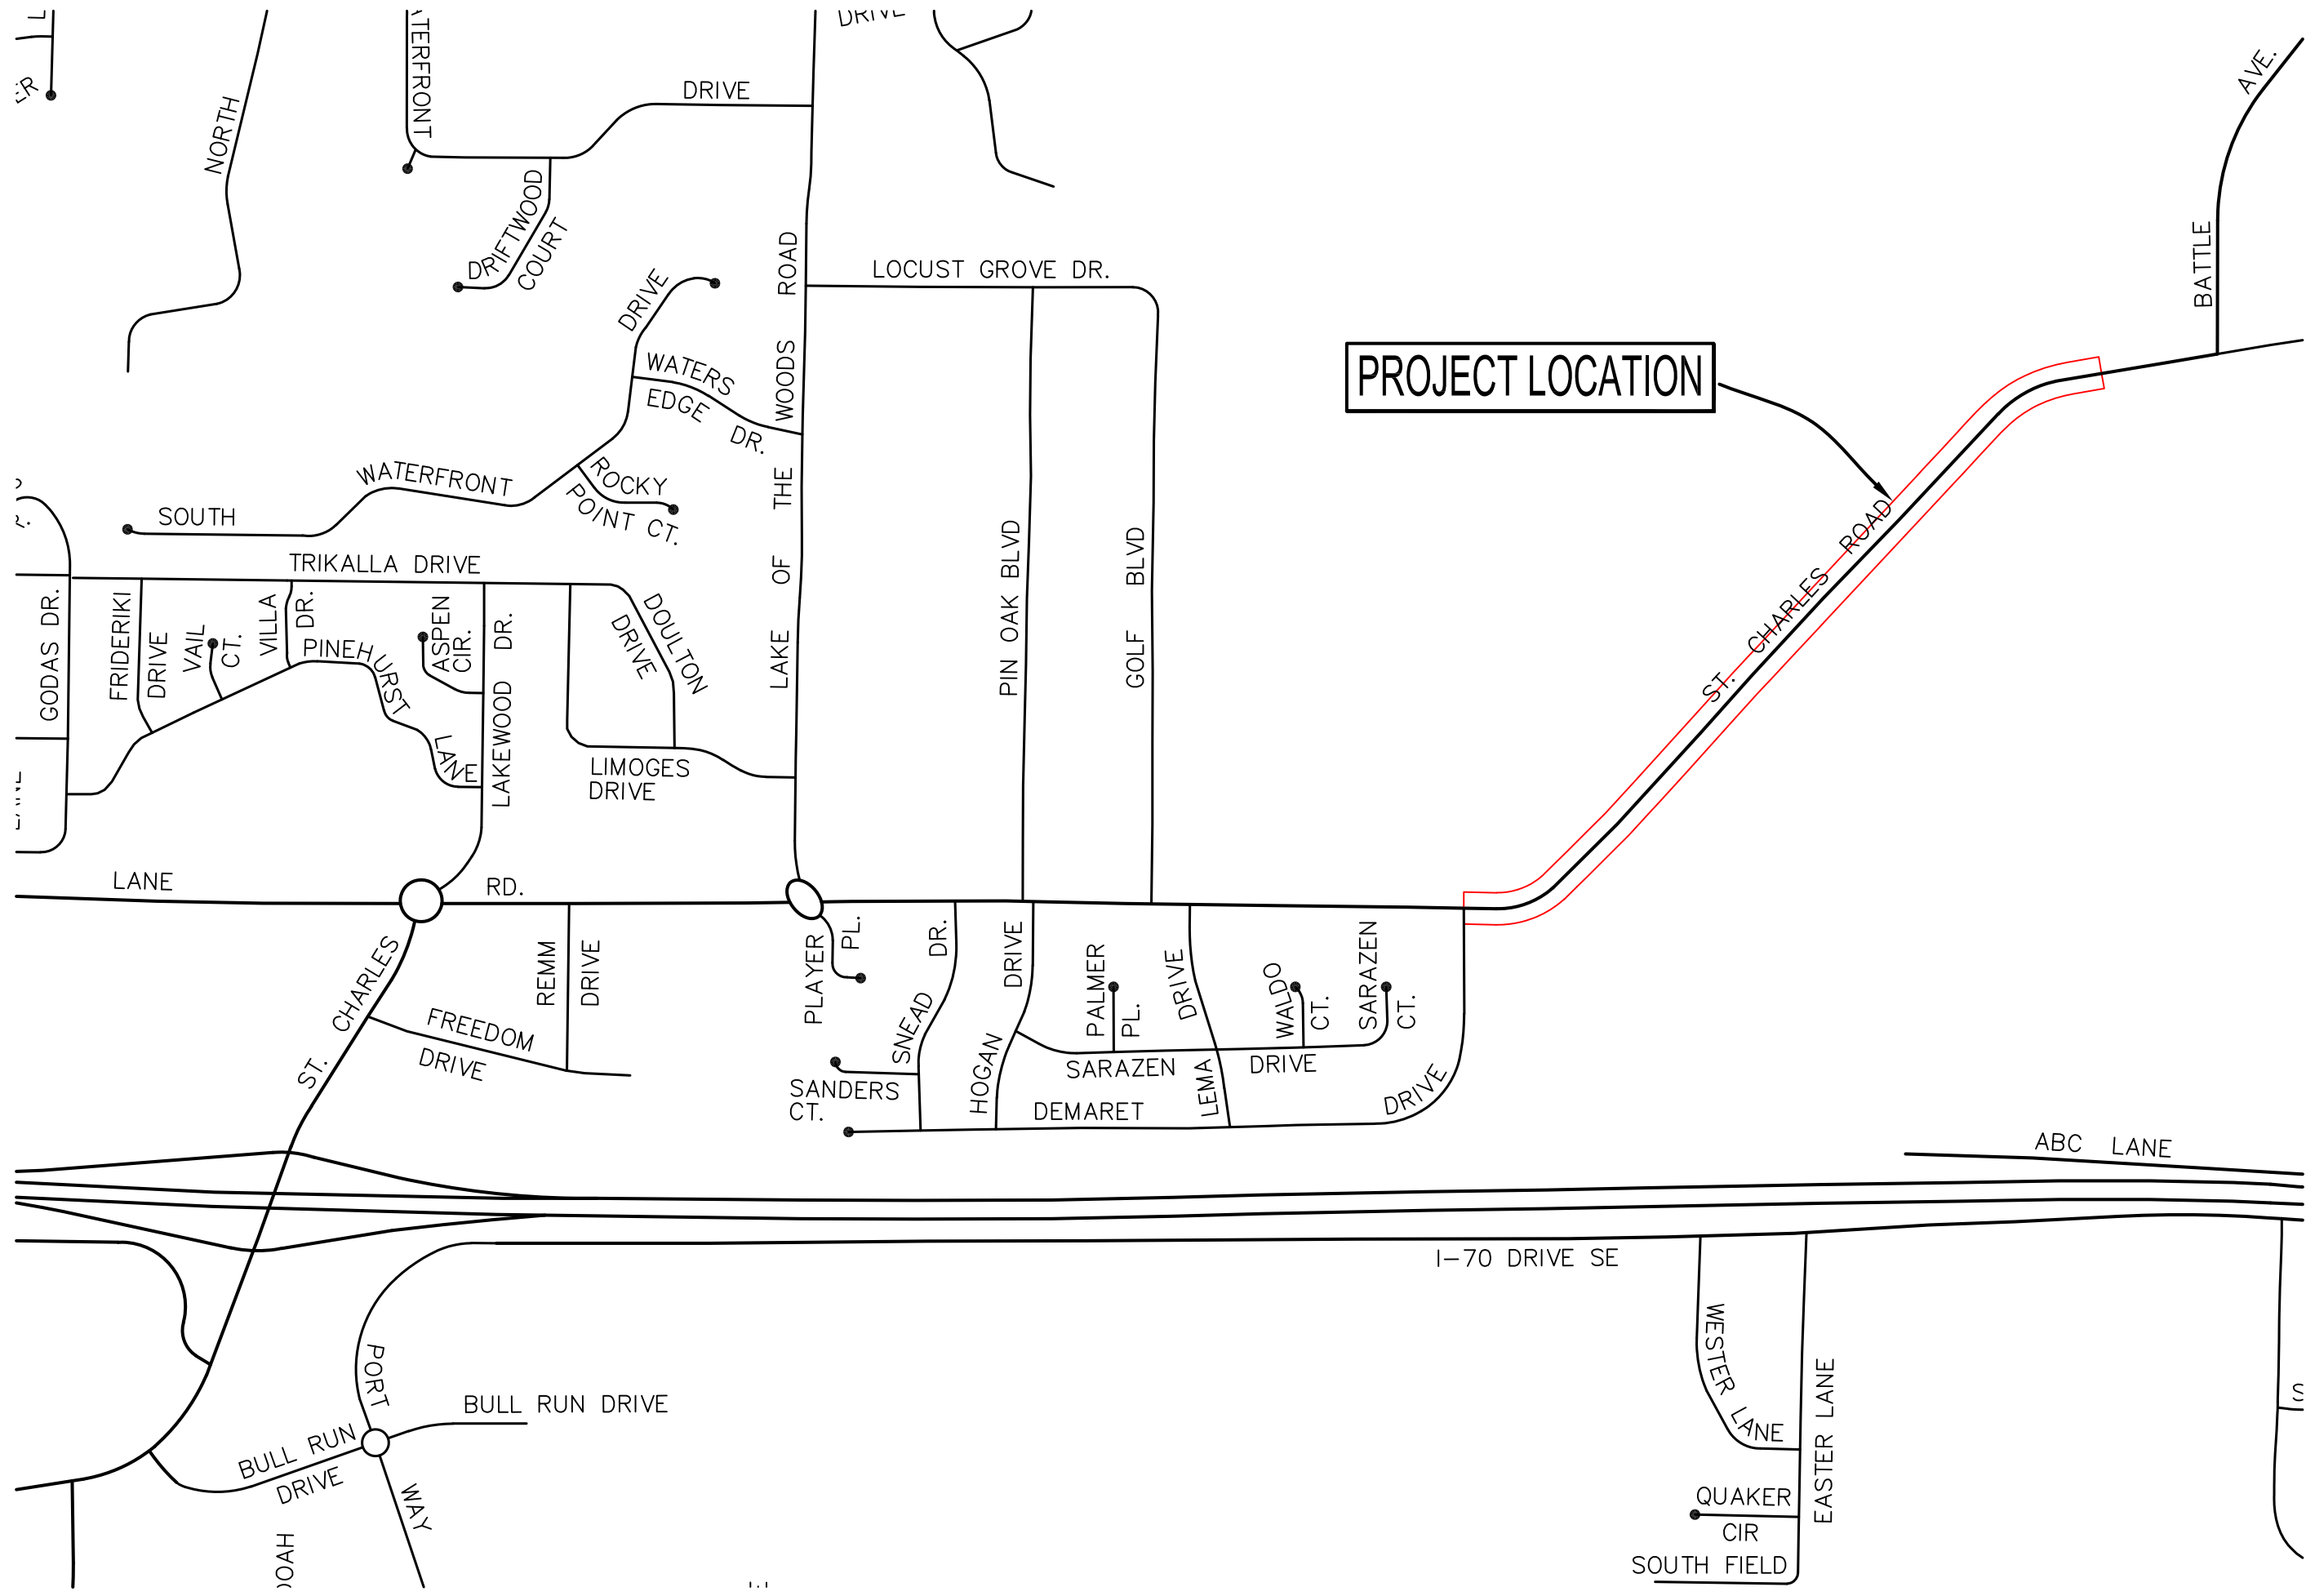 DRIVE
AVE.
NORTH
ATERFRONT
DRIVE
DRIFTWOOD
COURT
BATTLE
LOCUST GROVE DR.
DRIVE
WATERS
EDGE DR.
PROJECT LOCATION
LAKE OF THE WOODS ROAD
ROCKY
POINT CT.
SOUTH WATERFRONT
TRIKALLA DRIVE
GODAS DR.
FRIDERIKI
DRIVE
VAIL
CT.
VILLA
DR.
PINEHURST
LANE
ASPEN
CIR.
LAKEWOOD DR.
DOULTON
DRIVE
LIMOGES
DRIVE
PIN OAK BLVD
GOLF BLVD
ST. CHARLES ROAD
LANE
RD.
ST. CHARLES
FREEDOM
DRIVE
REMM
DRIVE
PLAYER
PL.
SNEAD DR.
HOGAN DRIVE
PALMER
PL.
LEMA DRIVE
WALDO
CT.
SARAZEN
CT.
SARAZEN DRIVE
SANDERS
CT.
DEMARET DRIVE
ABC LANE
I-70 DRIVE SE
WESTER LANE
EASTER LANE
PORT
WAY
BULL RUN DRIVE
BULL RUN
DRIVE
QUAKER
CIR
SOUTH FIELD
OAH